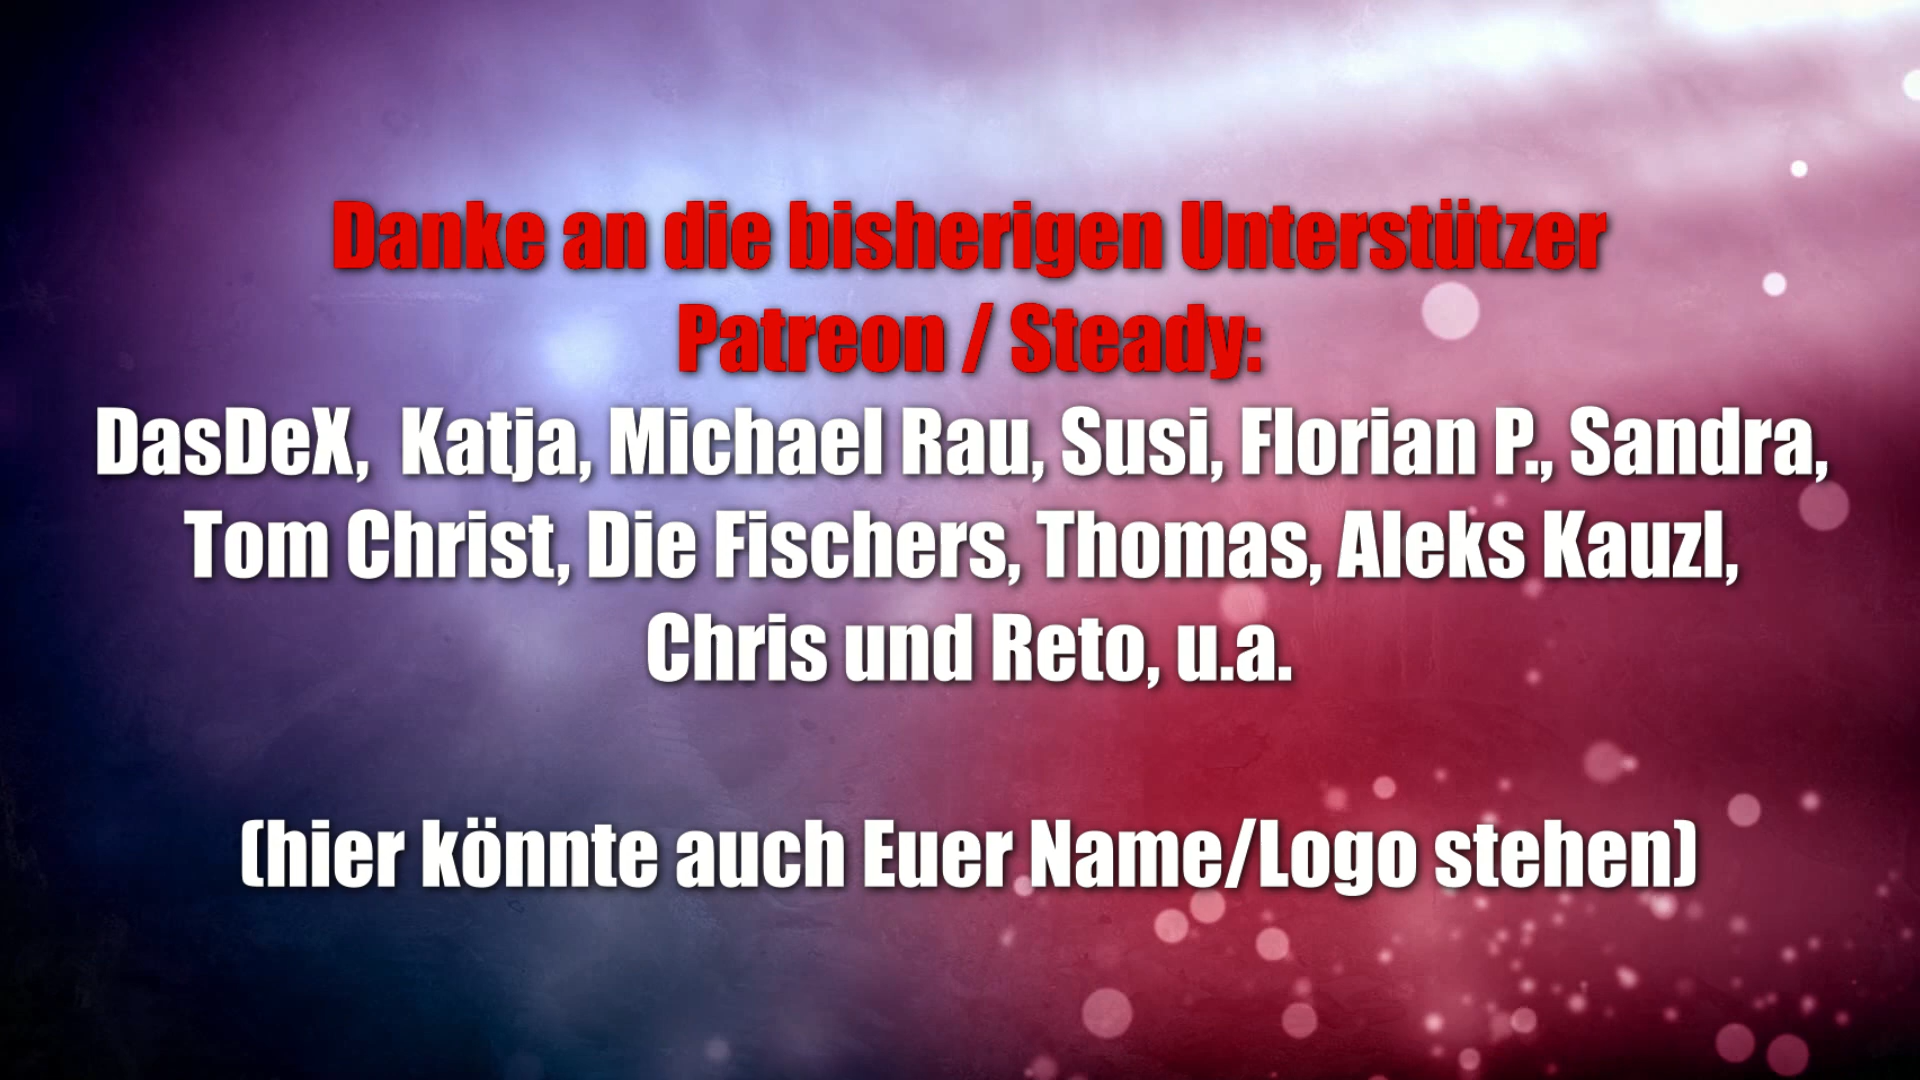 Danke an die bisherigen Unterstützer
Patreon / Steady:
DasDeX,  Katja, Michael Rau, Susi, Florian P., Sandra,
Tom Christ, Die Fischers, Thomas, Aleks Kauzl,
Chris und Reto, u.a.
(hier könnte auch Euer Name/Logo stehen)